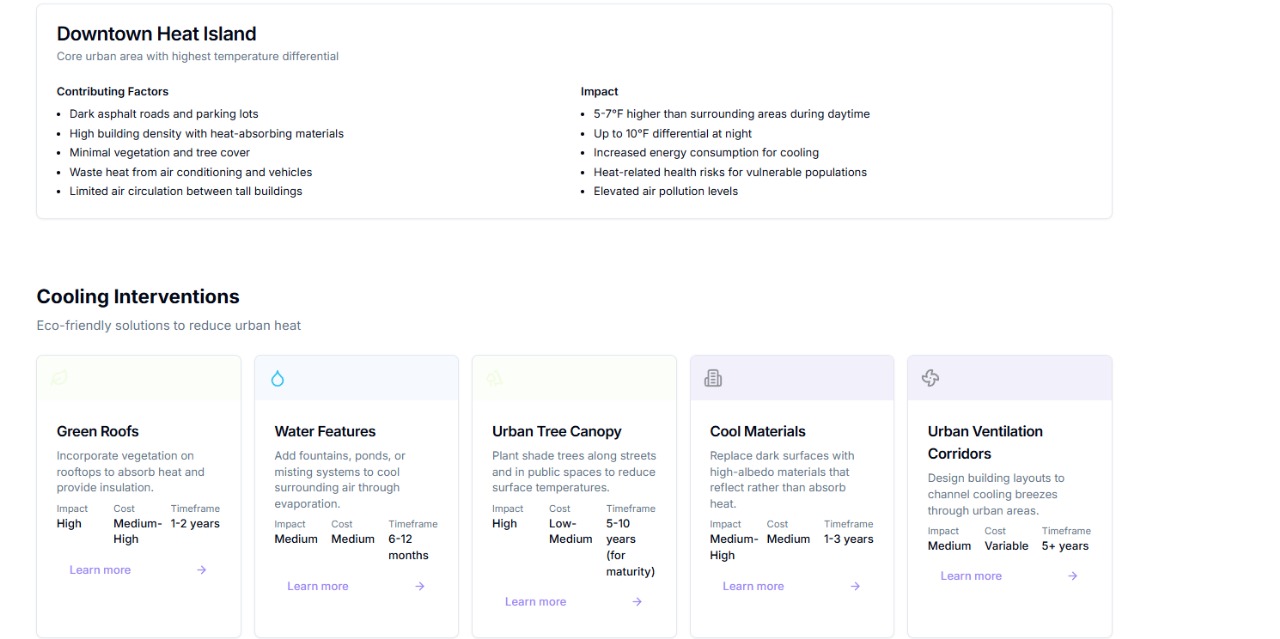 Downtown Heat Island
Core urban area with highest temperature differential
Contributing Factors
• Dark asphalt roads and parking lots
• High building density with heat-absorbing materials
• Minimal vegetation and tree cover
• Waste heat from air conditioning and vehicles
• Limited air circulation between tall buildings
Impact
• 5-7°F higher than surrounding areas during daytime
• Up to 10°F differential at night
• Increased energy consumption for cooling
• Heat-related health risks for vulnerable populations
• Elevated air pollution levels
Cooling Interventions
Eco-friendly solutions to reduce urban heat
Green Roofs
Incorporate vegetation on
rooftops to absorb heat and
provide insulation.
Impact
High
Cost
Medium-
High
Timeframe
1-2 years
Learn more →
Water Features
Add fountains, ponds, or
misting systems to cool
surrounding air through
evaporation.
Impact
Medium
Cost
Medium
Timeframe
6-12
months
Learn more →
Urban Tree Canopy
Plant shade trees along streets
and in public spaces to reduce
surface temperatures.
Impact
High
Cost
Low-
Medium
Timeframe
5-10
years
(for
maturity)
Learn more →
Cool Materials
Replace dark surfaces with
high-albedo materials that
reflect rather than absorb
heat.
Impact
Medium-
High
Cost
Medium
Timeframe
1-3 years
Learn more →
Urban Ventilation
Corridors
Design building layouts to
channel cooling breezes
through urban areas.
Impact
Medium
Cost
Variable
Timeframe
5+ years
Learn more →